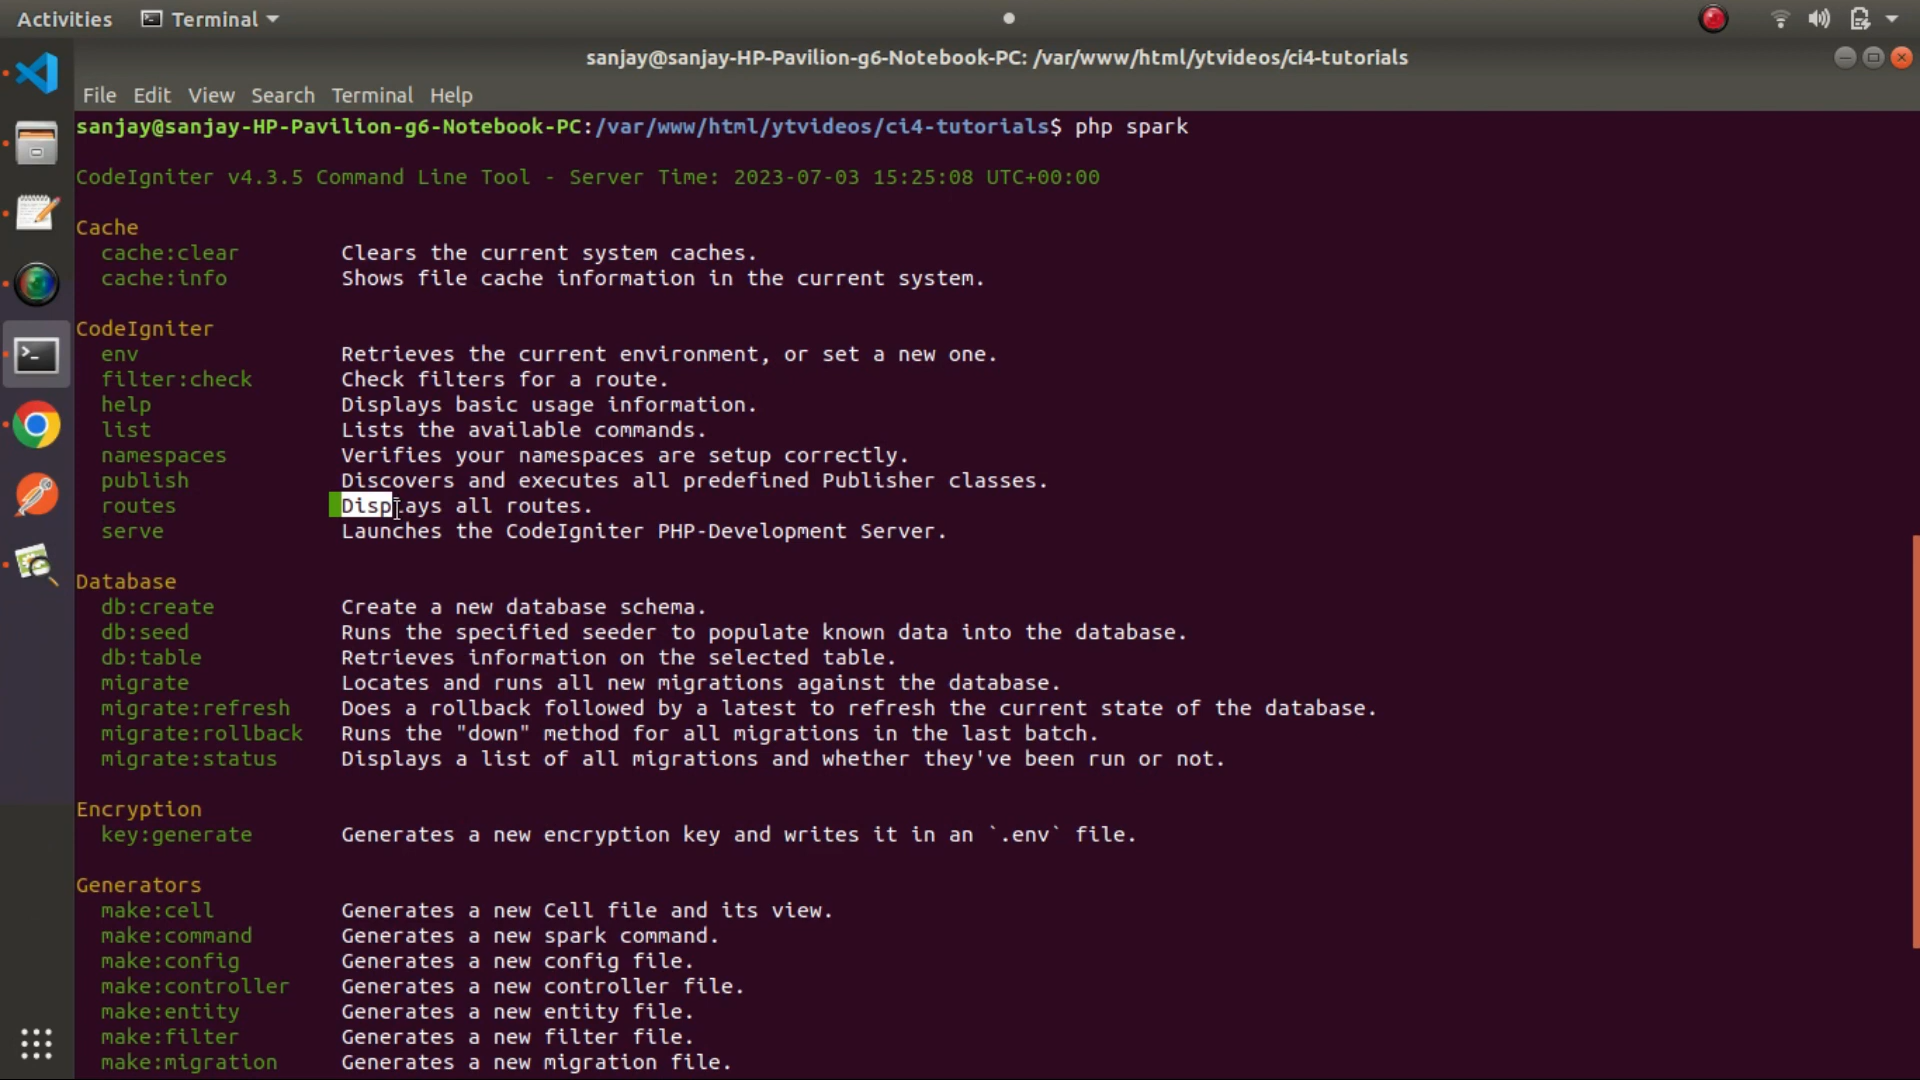 Activities Terminal
sanjay@sanjay-HP-Pavilion-g6-Notebook-PC: /var/www/html/ytvideos/ci4-tutorials
File Edit View Search Terminal Help
sanjay@sanjay-HP-Pavilion-g6-Notebook-PC:/var/www/html/ytvideos/ci4-tutorials$ php spark
CodeIgniter v4.3.5 Command Line Tool - Server Time: 2023-07-03 15:25:08 UTC+00:00
Cache
cache:clear Clears the current system caches.
cache:info Shows file cache information in the current system.
CodeIgniter
env Retrieves the current environment, or set a new one.
filter:check Check filters for a route.
help Displays basic usage information.
list Lists the available commands.
namespaces Verifies your namespaces are setup correctly.
publish Discovers and executes all predefined Publisher classes.
routes Displays all routes.
serve Launches the CodeIgniter PHP-Development Server.
Database
db:create Create a new database schema.
db:seed Runs the specified seeder to populate known data into the database.
db:table Retrieves information on the selected table.
migrate Locates and runs all new migrations against the database.
migrate:refresh Does a rollback followed by a latest to refresh the current state of the database.
migrate:rollback Runs the "down" method for all migrations in the last batch.
migrate:status Displays a list of all migrations and whether they've been run or not.
Encryption
key:generate Generates a new encryption key and writes it in an `.env` file.
Generators
make:cell Generates a new Cell file and its view.
make:command Generates a new spark command.
make:config Generates a new config file.
make:controller Generates a new controller file.
make:entity Generates a new entity file.
make:filter Generates a new filter file.
make:migration Generates a new migration file.